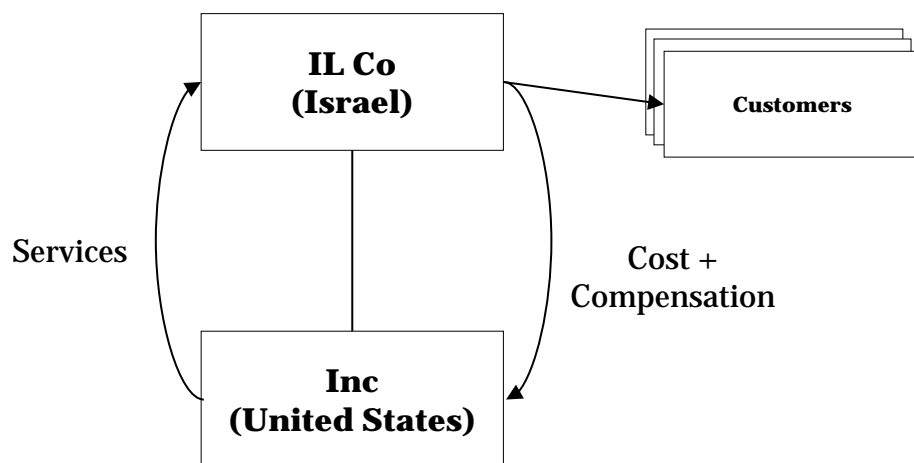 IL Co
(Israel)
Customers
Services
Cost +
Compensation
Inc
(United States)